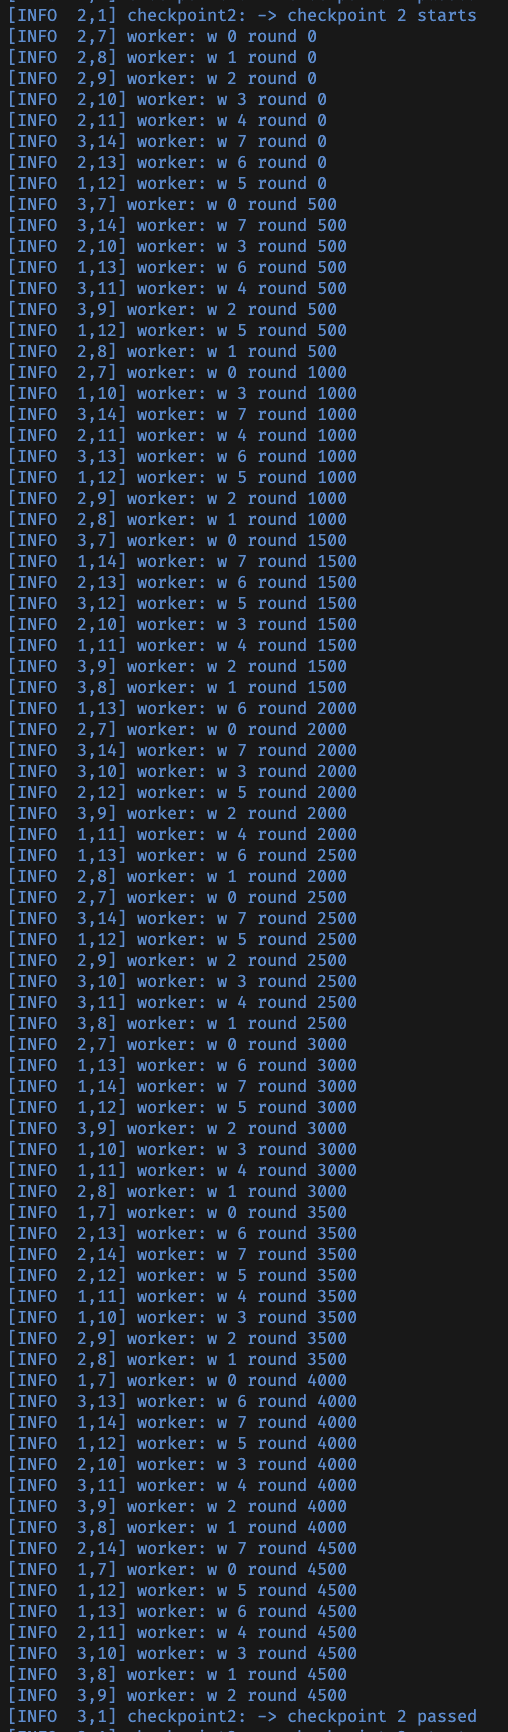 [INFO  2,1] checkpoint2: -> checkpoint 2 starts
[INFO  2,7] worker: w 0 round 0
[INFO  2,8] worker: w 1 round 0
[INFO  2,9] worker: w 2 round 0
[INFO  2,10] worker: w 3 round 0
[INFO  2,11] worker: w 4 round 0
[INFO  3,14] worker: w 7 round 0
[INFO  2,13] worker: w 6 round 0
[INFO  1,12] worker: w 5 round 0
[INFO  3,7] worker: w 0 round 500
[INFO  3,14] worker: w 7 round 500
[INFO  2,10] worker: w 3 round 500
[INFO  1,13] worker: w 6 round 500
[INFO  3,11] worker: w 4 round 500
[INFO  3,9] worker: w 2 round 500
[INFO  1,12] worker: w 5 round 500
[INFO  2,8] worker: w 1 round 500
[INFO  2,7] worker: w 0 round 1000
[INFO  1,10] worker: w 3 round 1000
[INFO  3,14] worker: w 7 round 1000
[INFO  2,11] worker: w 4 round 1000
[INFO  3,13] worker: w 6 round 1000
[INFO  1,12] worker: w 5 round 1000
[INFO  2,9] worker: w 2 round 1000
[INFO  2,8] worker: w 1 round 1000
[INFO  3,7] worker: w 0 round 1500
[INFO  1,14] worker: w 7 round 1500
[INFO  2,13] worker: w 6 round 1500
[INFO  3,12] worker: w 5 round 1500
[INFO  2,10] worker: w 3 round 1500
[INFO  1,11] worker: w 4 round 1500
[INFO  3,9] worker: w 2 round 1500
[INFO  3,8] worker: w 1 round 1500
[INFO  1,13] worker: w 6 round 2000
[INFO  2,7] worker: w 0 round 2000
[INFO  3,14] worker: w 7 round 2000
[INFO  3,10] worker: w 3 round 2000
[INFO  2,12] worker: w 5 round 2000
[INFO  3,9] worker: w 2 round 2000
[INFO  1,11] worker: w 4 round 2000
[INFO  1,13] worker: w 6 round 2500
[INFO  2,8] worker: w 1 round 2000
[INFO  2,7] worker: w 0 round 2500
[INFO  3,14] worker: w 7 round 2500
[INFO  1,12] worker: w 5 round 2500
[INFO  2,9] worker: w 2 round 2500
[INFO  3,10] worker: w 3 round 2500
[INFO  3,11] worker: w 4 round 2500
[INFO  3,8] worker: w 1 round 2500
[INFO  2,7] worker: w 0 round 3000
[INFO  1,13] worker: w 6 round 3000
[INFO  1,14] worker: w 7 round 3000
[INFO  1,12] worker: w 5 round 3000
[INFO  3,9] worker: w 2 round 3000
[INFO  1,10] worker: w 3 round 3000
[INFO  1,11] worker: w 4 round 3000
[INFO  2,8] worker: w 1 round 3000
[INFO  1,7] worker: w 0 round 3500
[INFO  2,13] worker: w 6 round 3500
[INFO  2,14] worker: w 7 round 3500
[INFO  2,12] worker: w 5 round 3500
[INFO  1,11] worker: w 4 round 3500
[INFO  1,10] worker: w 3 round 3500
[INFO  2,9] worker: w 2 round 3500
[INFO  2,8] worker: w 1 round 3500
[INFO  1,7] worker: w 0 round 4000
[INFO  3,13] worker: w 6 round 4000
[INFO  1,14] worker: w 7 round 4000
[INFO  1,12] worker: w 5 round 4000
[INFO  2,10] worker: w 3 round 4000
[INFO  3,11] worker: w 4 round 4000
[INFO  3,9] worker: w 2 round 4000
[INFO  3,8] worker: w 1 round 4000
[INFO  2,14] worker: w 7 round 4500
[INFO  1,7] worker: w 0 round 4500
[INFO  1,12] worker: w 5 round 4500
[INFO  1,13] worker: w 6 round 4500
[INFO  2,11] worker: w 4 round 4500
[INFO  3,10] worker: w 3 round 4500
[INFO  3,8] worker: w 1 round 4500
[INFO  3,9] worker: w 2 round 4500
[INFO  3,1] checkpoint2: -> checkpoint 2 passed